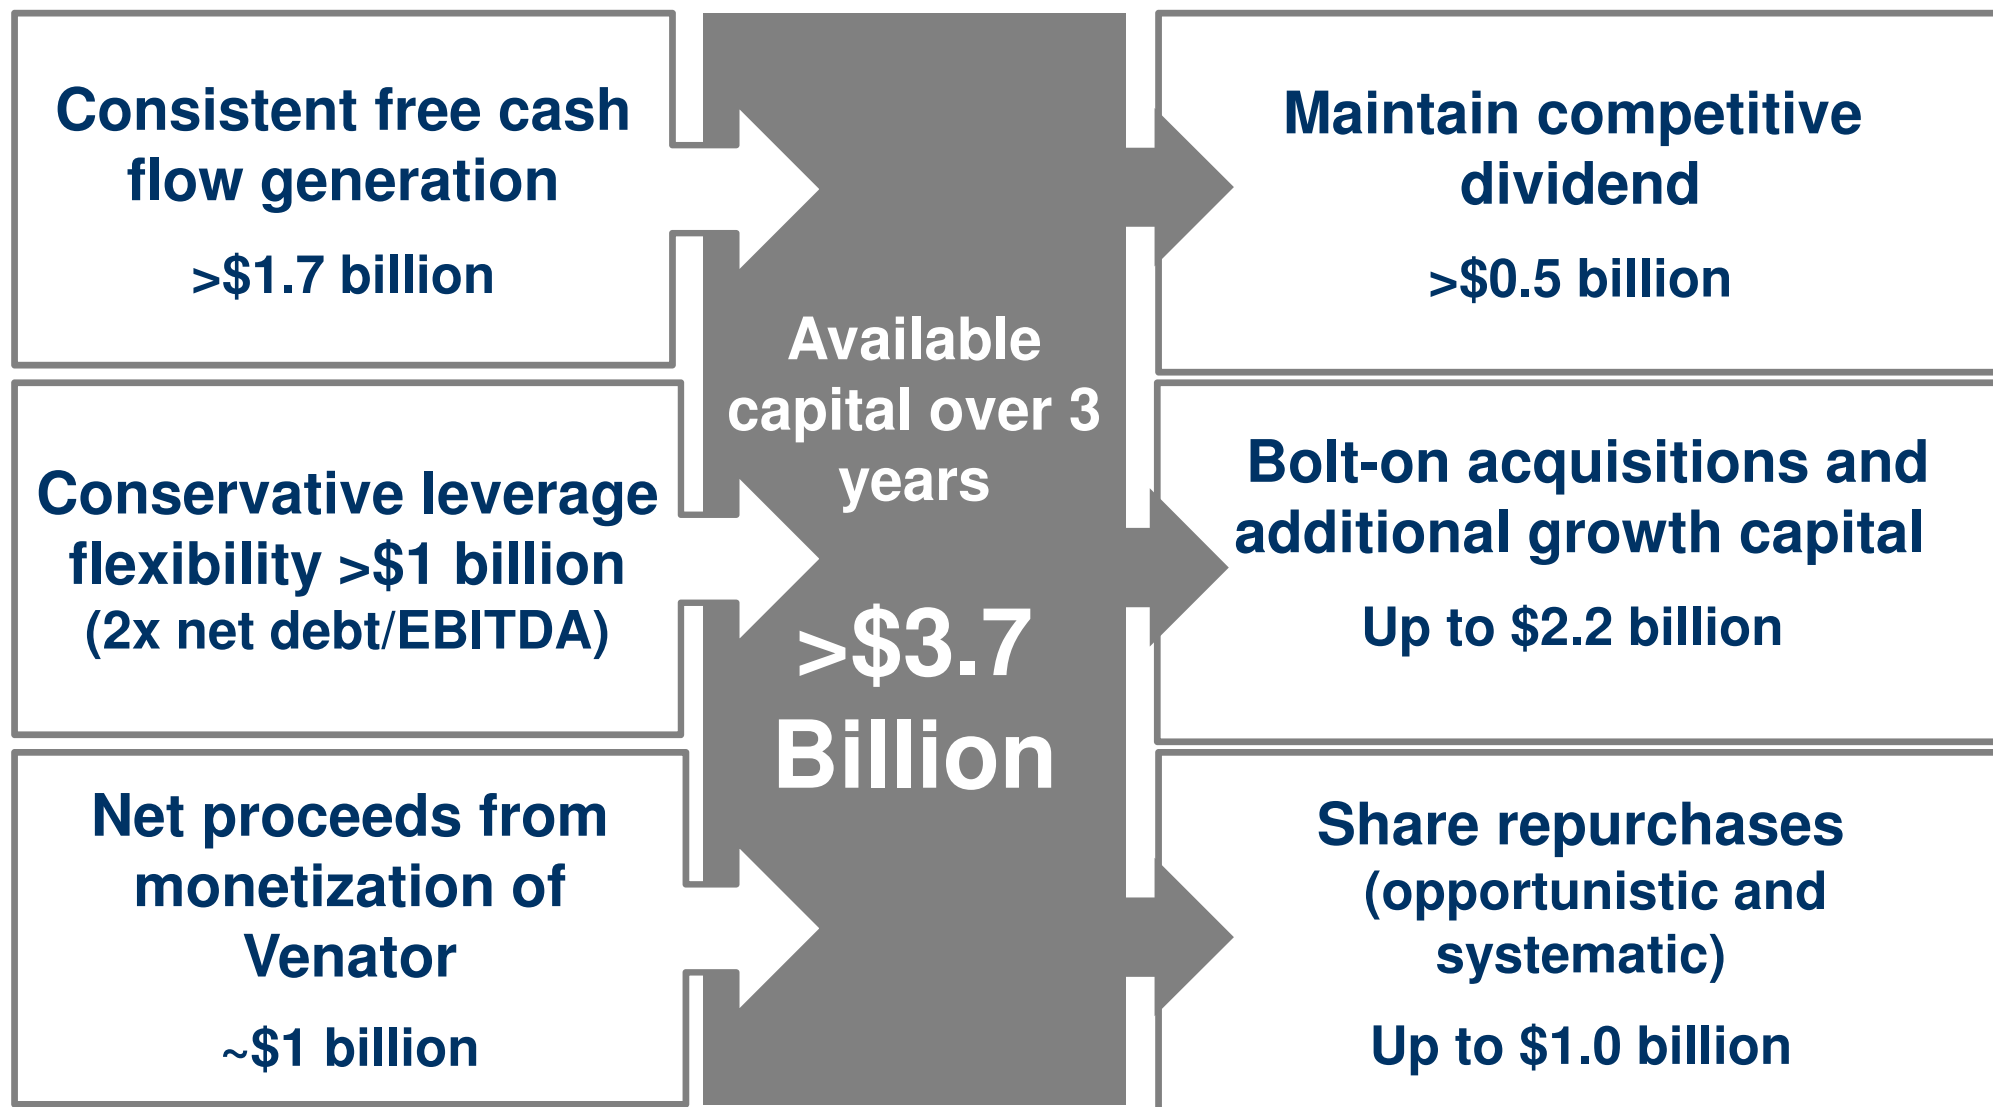 Consistent free cash
flow generation
>$1.7 billion
Conservative leverage
flexibility >$1 billion
(2x net debt/EBITDA)
Net proceeds from
monetization of
Venator
~$1 billion
Available
capital over 3
years
>$3.7
Billion
Maintain competitive
dividend
>$0.5 billion
Bolt-on acquisitions and
additional growth capital
Up to $2.2 billion
Share repurchases
(opportunistic and
systematic)
Up to $1.0 billion